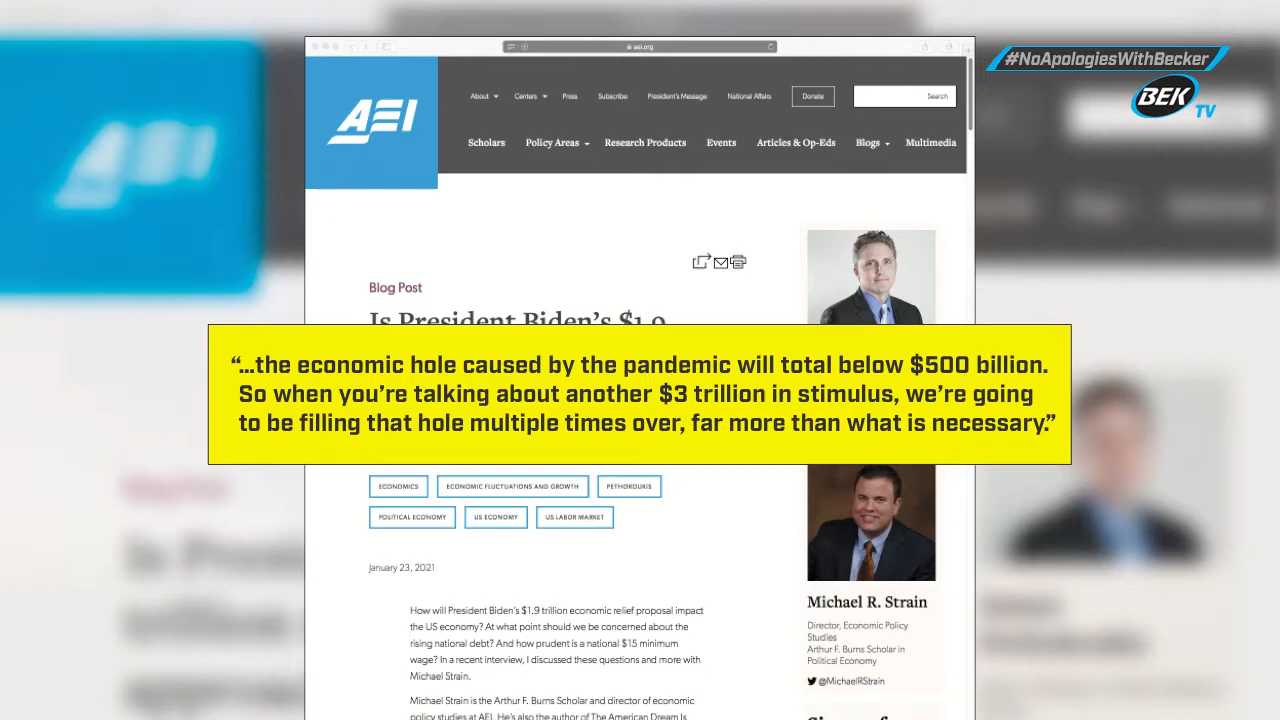 aei.org
#NoApologiesWithBecker
BEK
TV
AEI
About
Centers
Press
Subscribe
President's Message
National Affairs
Donate
Search
Scholars
Policy Areas
Research Products
Events
Articles & Op-Eds
Blogs
Multimedia
Blog Post
Is President Biden's $1.9
“...the economic hole caused by the pandemic will total below $500 billion.
So when you’re talking about another $3 trillion in stimulus, we’re going
to be filling that hole multiple times over, far more than what is necessary.”
ECONOMICS
ECONOMIC FLUCTUATIONS AND GROWTH
PETHOKOUKIS
POLITICAL ECONOMY
US ECONOMY
US LABOR MARKET
January 23, 2021
How will President Biden's $1.9 trillion economic relief proposal impact
the US economy? At what point should we be concerned about the
rising national debt? And how prudent is a national $15 minimum
wage? In a recent interview, I discussed these questions and more with
Michael Strain.
Michael Strain is the Arthur F. Burns Scholar and director of economic
policy studies at AEI. He's also the author of The American Dream Is
Michael R. Strain
Director, Economic Policy
Studies
Arthur F. Burns Scholar in
Political Economy
@MichaelRStrain